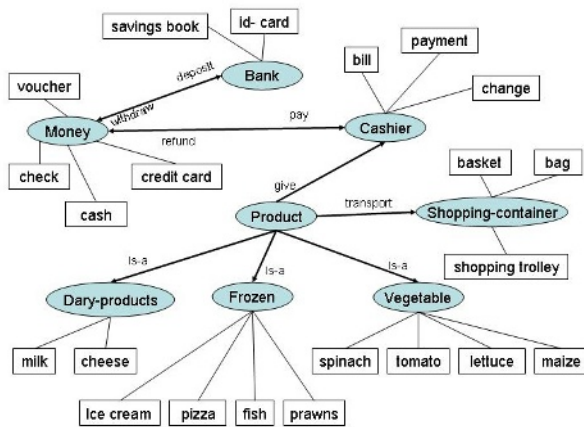 savings book
id- card
payment
bill
change
voucher
deposit
Bank
withdraw
pay
Money
Cashier
refund
check
credit card
basket
bag
cash
give
transport
Product
Shopping-container
shopping trolley
is-a
is-a
is-a
Dary-products
Frozen
Vegetable
milk
cheese
spinach
tomato
lettuce
maize
Ice cream
pizza
fish
prawns